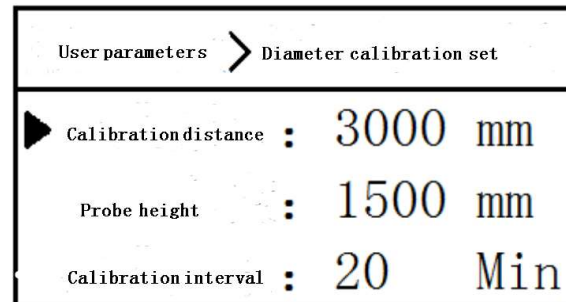 User parameters > Diameter calibration set
Calibration distance : 3000 mm
Probe height : 1500 mm
Calibration interval : 20 Min